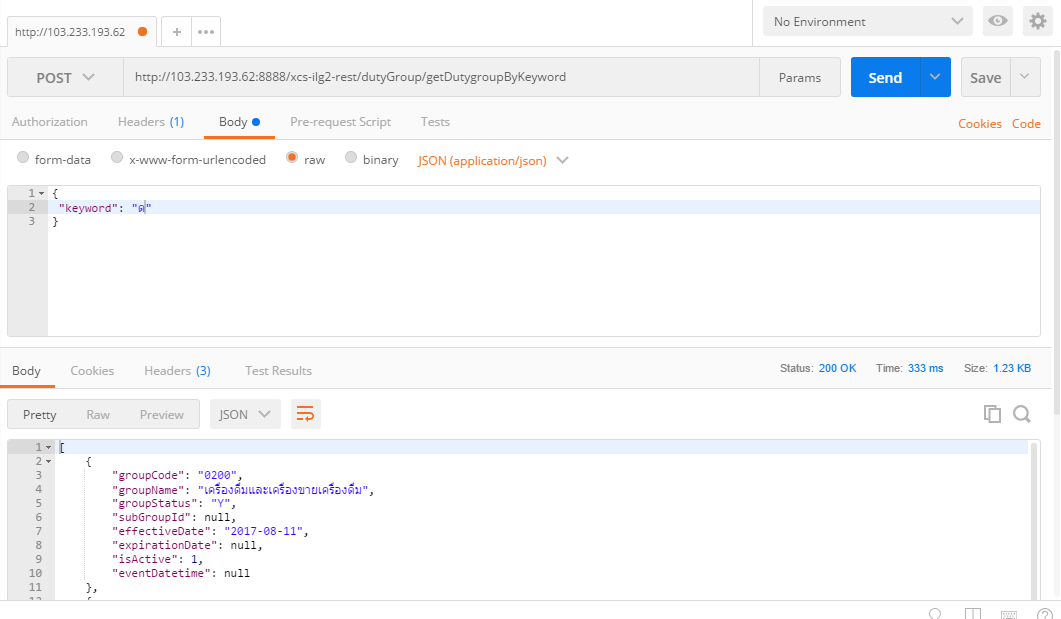 http://103.233.193.62
No Environment
POST
http://103.233.193.62:8888/xcs-ilg2-rest/dutyGroup/getDutygroupByKeyword
Params
Send
Save
Authorization
Headers (1)
Body
Pre-request Script
Tests
Cookies
Code
form-data
x-www-form-urlencoded
raw
binary
JSON (application/json)
1 {
2 "keyword": "ด"
3 }
Body
Cookies
Headers (3)
Test Results
Status: 200 OK
Time: 333 ms
Size: 1.23 KB
Pretty
Raw
Preview
JSON
1 [
2 {
3 "groupCode": "0200",
4 "groupName": "เครื่องดื่มและเครื่องขายเครื่องดื่ม",
5 "groupStatus": "Y",
6 "subGroupId": null,
7 "effectiveDate": "2017-08-11",
8 "expirationDate": null,
9 "isActive": 1,
10 "eventDatetime": null
11 },